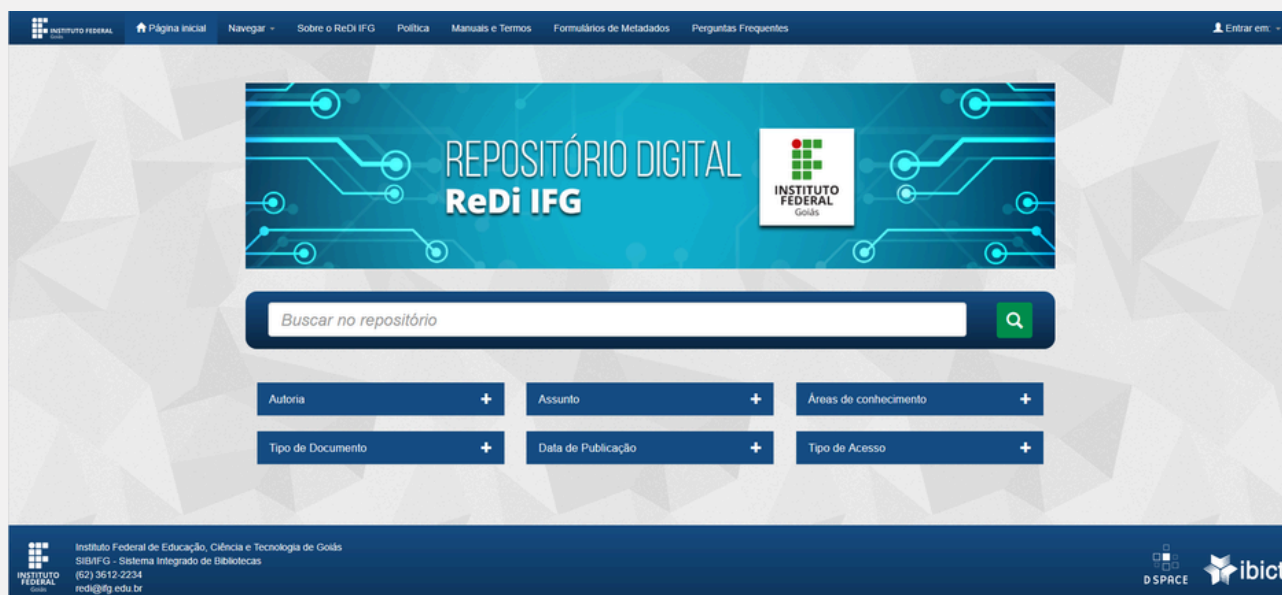 INSTITUTO FEDERAL
Goiás
Página inicial
Navegar
Sobre o ReDi IFG
Política
Manuais e Termos
Formulários de Metadados
Perguntas Frequentes
Entrar em:
REPOSITÓRIO DIGITAL
ReDi IFG
INSTITUTO
FEDERAL
Goiás
Buscar no repositório
Autoria
Assunto
Áreas de conhecimento
Tipo de Documento
Data de Publicação
Tipo de Acesso
INSTITUTO
FEDERAL
Goiás
Instituto Federal de Educação, Ciência e Tecnologia de Goiás
SIB/IFG - Sistema Integrado de Bibliotecas
(62) 3612-2234
redi@ifg.edu.br
DSPACE
ibict